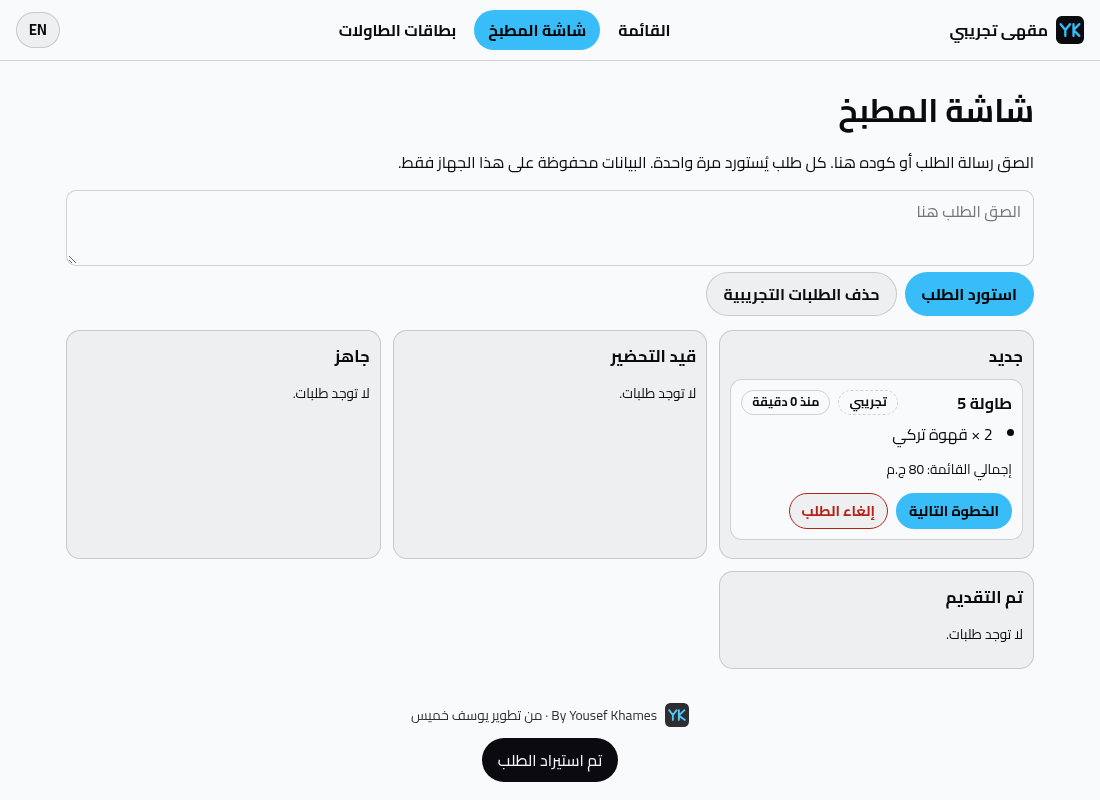 YK مقهى تجريبي
القائمة
شاشة المطبخ
بطاقات الطاولات
EN
شاشة المطبخ
الصق رسالة الطلب أو كوده هنا. كل طلب يُستورد مرة واحدة. البيانات محفوظة على هذا الجهاز فقط.
الصق الطلب هنا
استورد الطلب
حذف الطلبات التجريبية
جديد
طاولة 5
تجريبي
منذ 0 دقيقة
2 × قهوة تركي
إجمالي القائمة: 80 ج.م
الخطوة التالية
إلغاء الطلب
قيد التحضير
لا توجد طلبات.
جاهز
لا توجد طلبات.
تم التقديم
لا توجد طلبات.
YK By Yousef Khames · من تطوير يوسف خميس
تم استيراد الطلب